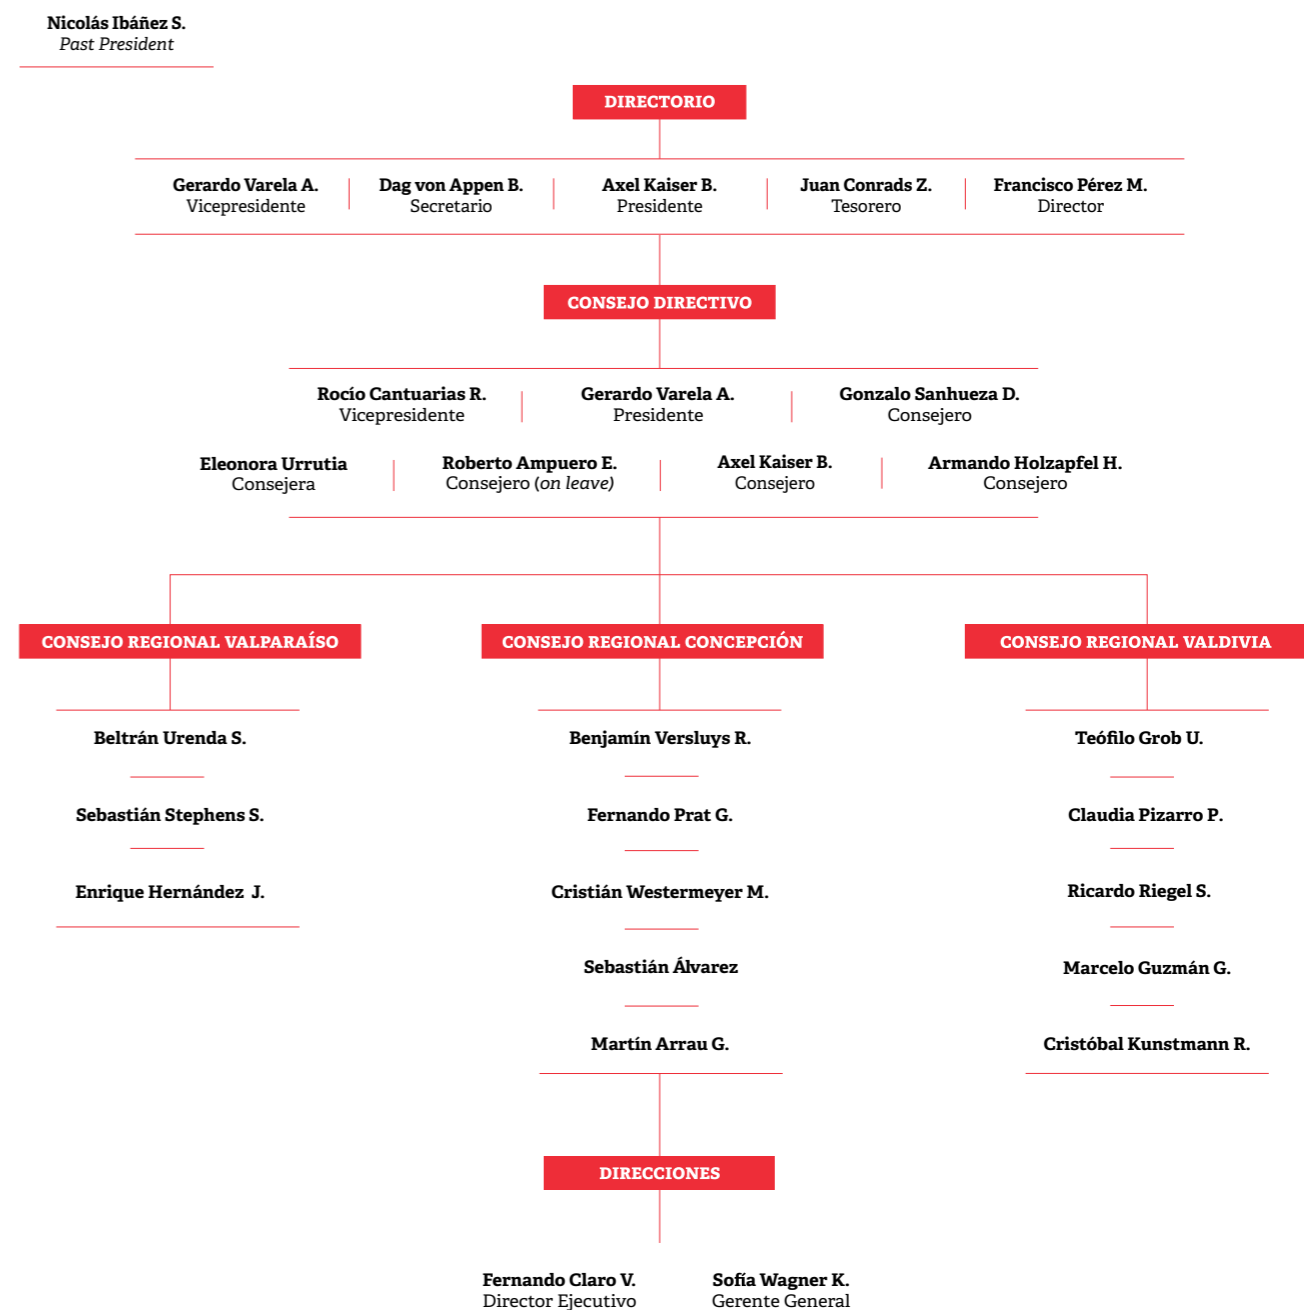 Nicolás Ibáñez S.
Past President
DIRECTORIO
Gerardo Varela A.
Vicepresidente
Dag von Appen B.
Secretario
Axel Kaiser B.
Presidente
Juan Conrads Z.
Tesorero
Francisco Pérez M.
Director
CONSEJO DIRECTIVO
Rocío Cantuarias R.
Vicepresidente
Gerardo Varela A.
Presidente
Gonzalo Sanhueza D.
Consejero
Eleonora Urrutia
Consejera
Roberto Ampuero E.
Consejero (on leave)
Axel Kaiser B.
Consejero
Armando Holzapfel H.
Consejero
CONSEJO REGIONAL VALPARAÍSO
Beltrán Urenda S.
Sebastián Stephens S.
Enrique Hernández J.
CONSEJO REGIONAL CONCEPCIÓN
Benjamín Versluys R.
Fernando Prat G.
Cristián Westermeyer M.
Sebastián Álvarez
Martín Arrau G.
CONSEJO REGIONAL VALDIVIA
Teófilo Grob U.
Claudia Pizarro P.
Ricardo Riegel S.
Marcelo Guzmán G.
Cristóbal Kunstmann R.
DIRECCIONES
Fernando Claro V.
Director Ejecutivo
Sofía Wagner K.
Gerente General